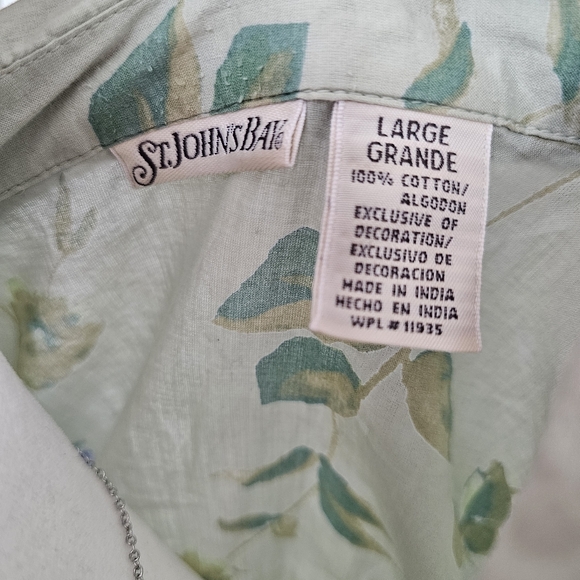 ST. JOHN'S BAY®
LARGE
GRANDE
100% COTTON/
ALGODON
EXCLUSIVE OF
DECORATION/
EXCLUSIVO DE
DECORACION
MADE IN INDIA
HECHO EN INDIA
WPL # 11935